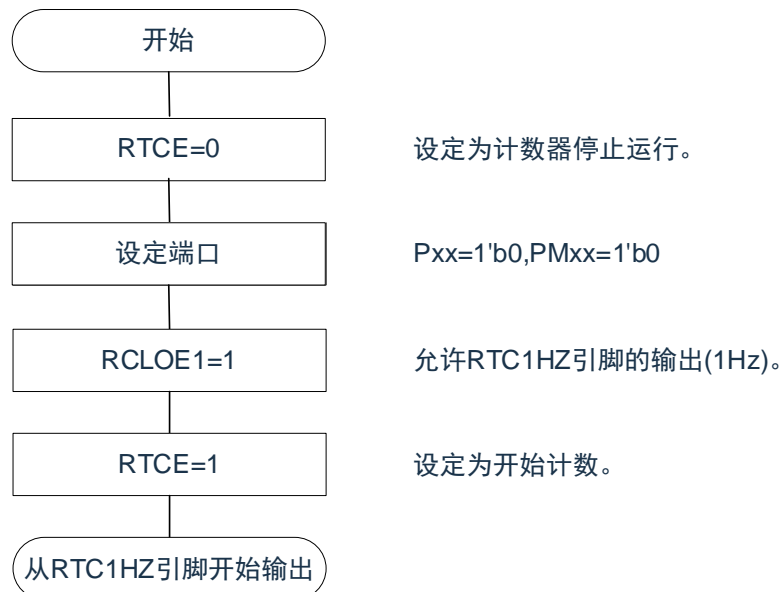 开始
RTCE=0
设定为计数器停止运行。
设定端口
Pxx=1'b0,PMxx=1'b0
RCLOE1=1
允许RTC1HZ引脚的输出(1Hz)。
RTCE=1
设定为开始计数。
从RTC1HZ引脚开始输出